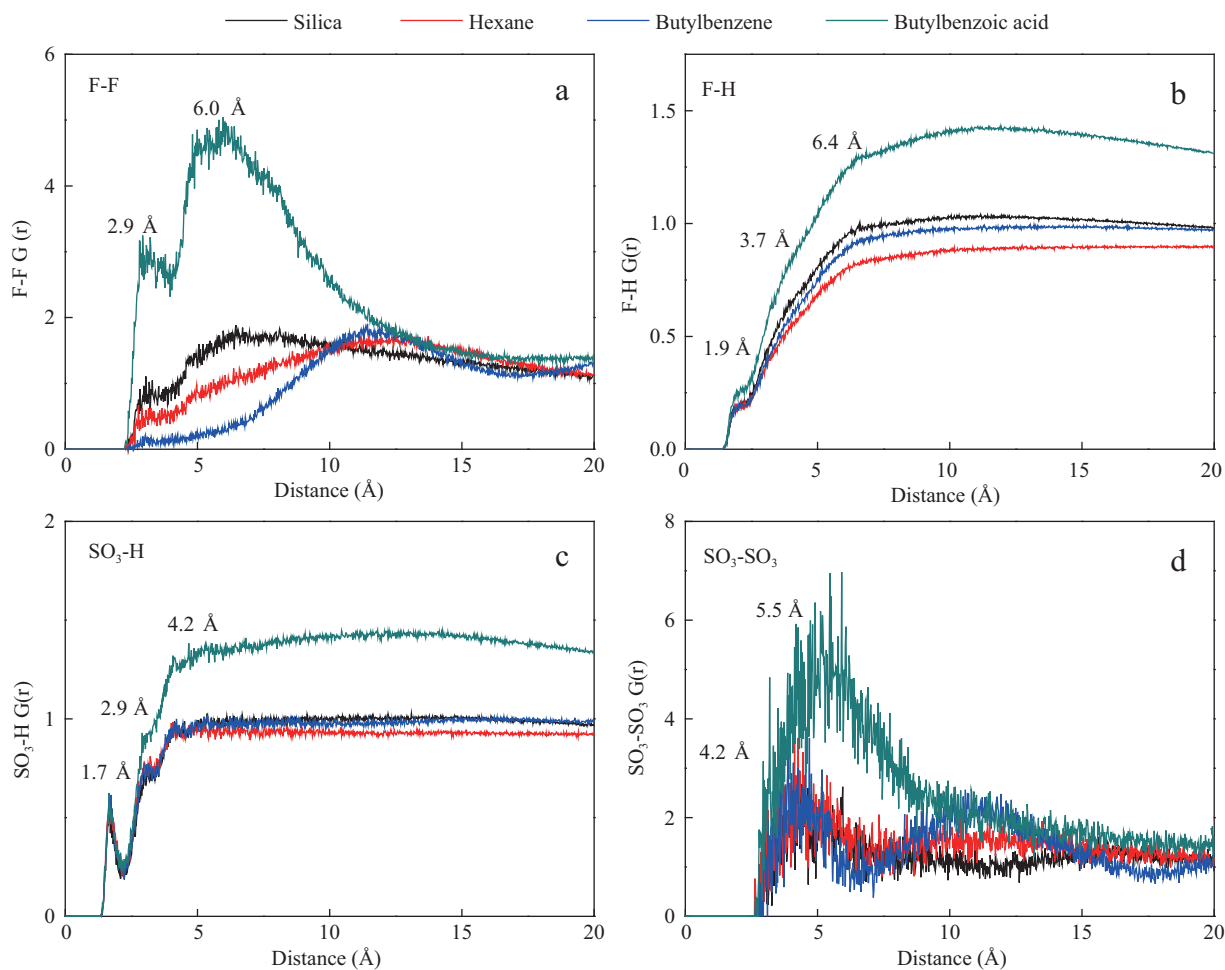 Silica Hexane Butylbenzene Butylbenzoic acid
F-F
a
6.0 Å
2.9 Å
F-F G (r)
6
4
2
0
0 5 10 15 20
Distance (Å)
F-H
b
6.4 Å
3.7 Å
1.9 Å
F-H G(r)
1.5
1.0
0.5
0.0
0 5 10 15 20
Distance (Å)
SO₃-H
c
4.2 Å
2.9 Å
1.7 Å
SO₃-H G(r)
2
1
0
0 5 10 15 20
Distance (Å)
SO₃-SO₃
d
5.5 Å
4.2 Å
SO₃-SO₃ G(r)
8
6
4
2
0
0 5 10 15 20
Distance (Å)